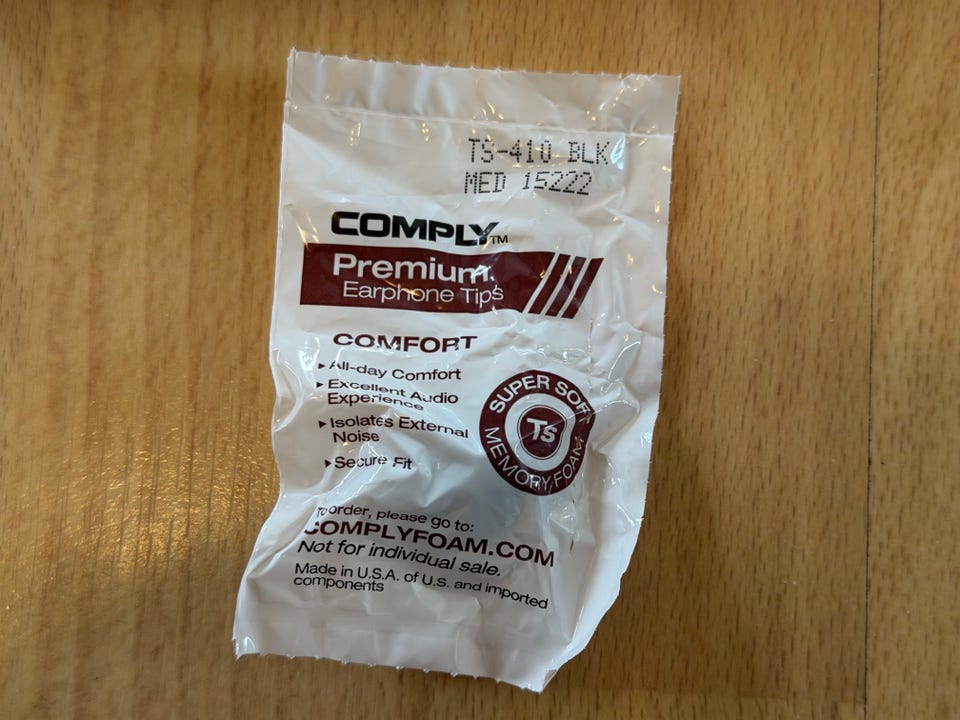 TS-410 BLK
MED 15222
COMPLY™
Premium
Earphone Tips
COMFORT
▸ All-day Comfort
▸ Excellent Audio
Experience
▸ Isolates External
Noise
▸ Secure Fit
SUPER SOFT
TS
MEMORY FOAM
To order, please go to:
COMPLYFOAM.COM
Not for individual sale.
Made in U.S.A. of U.S. and imported
components